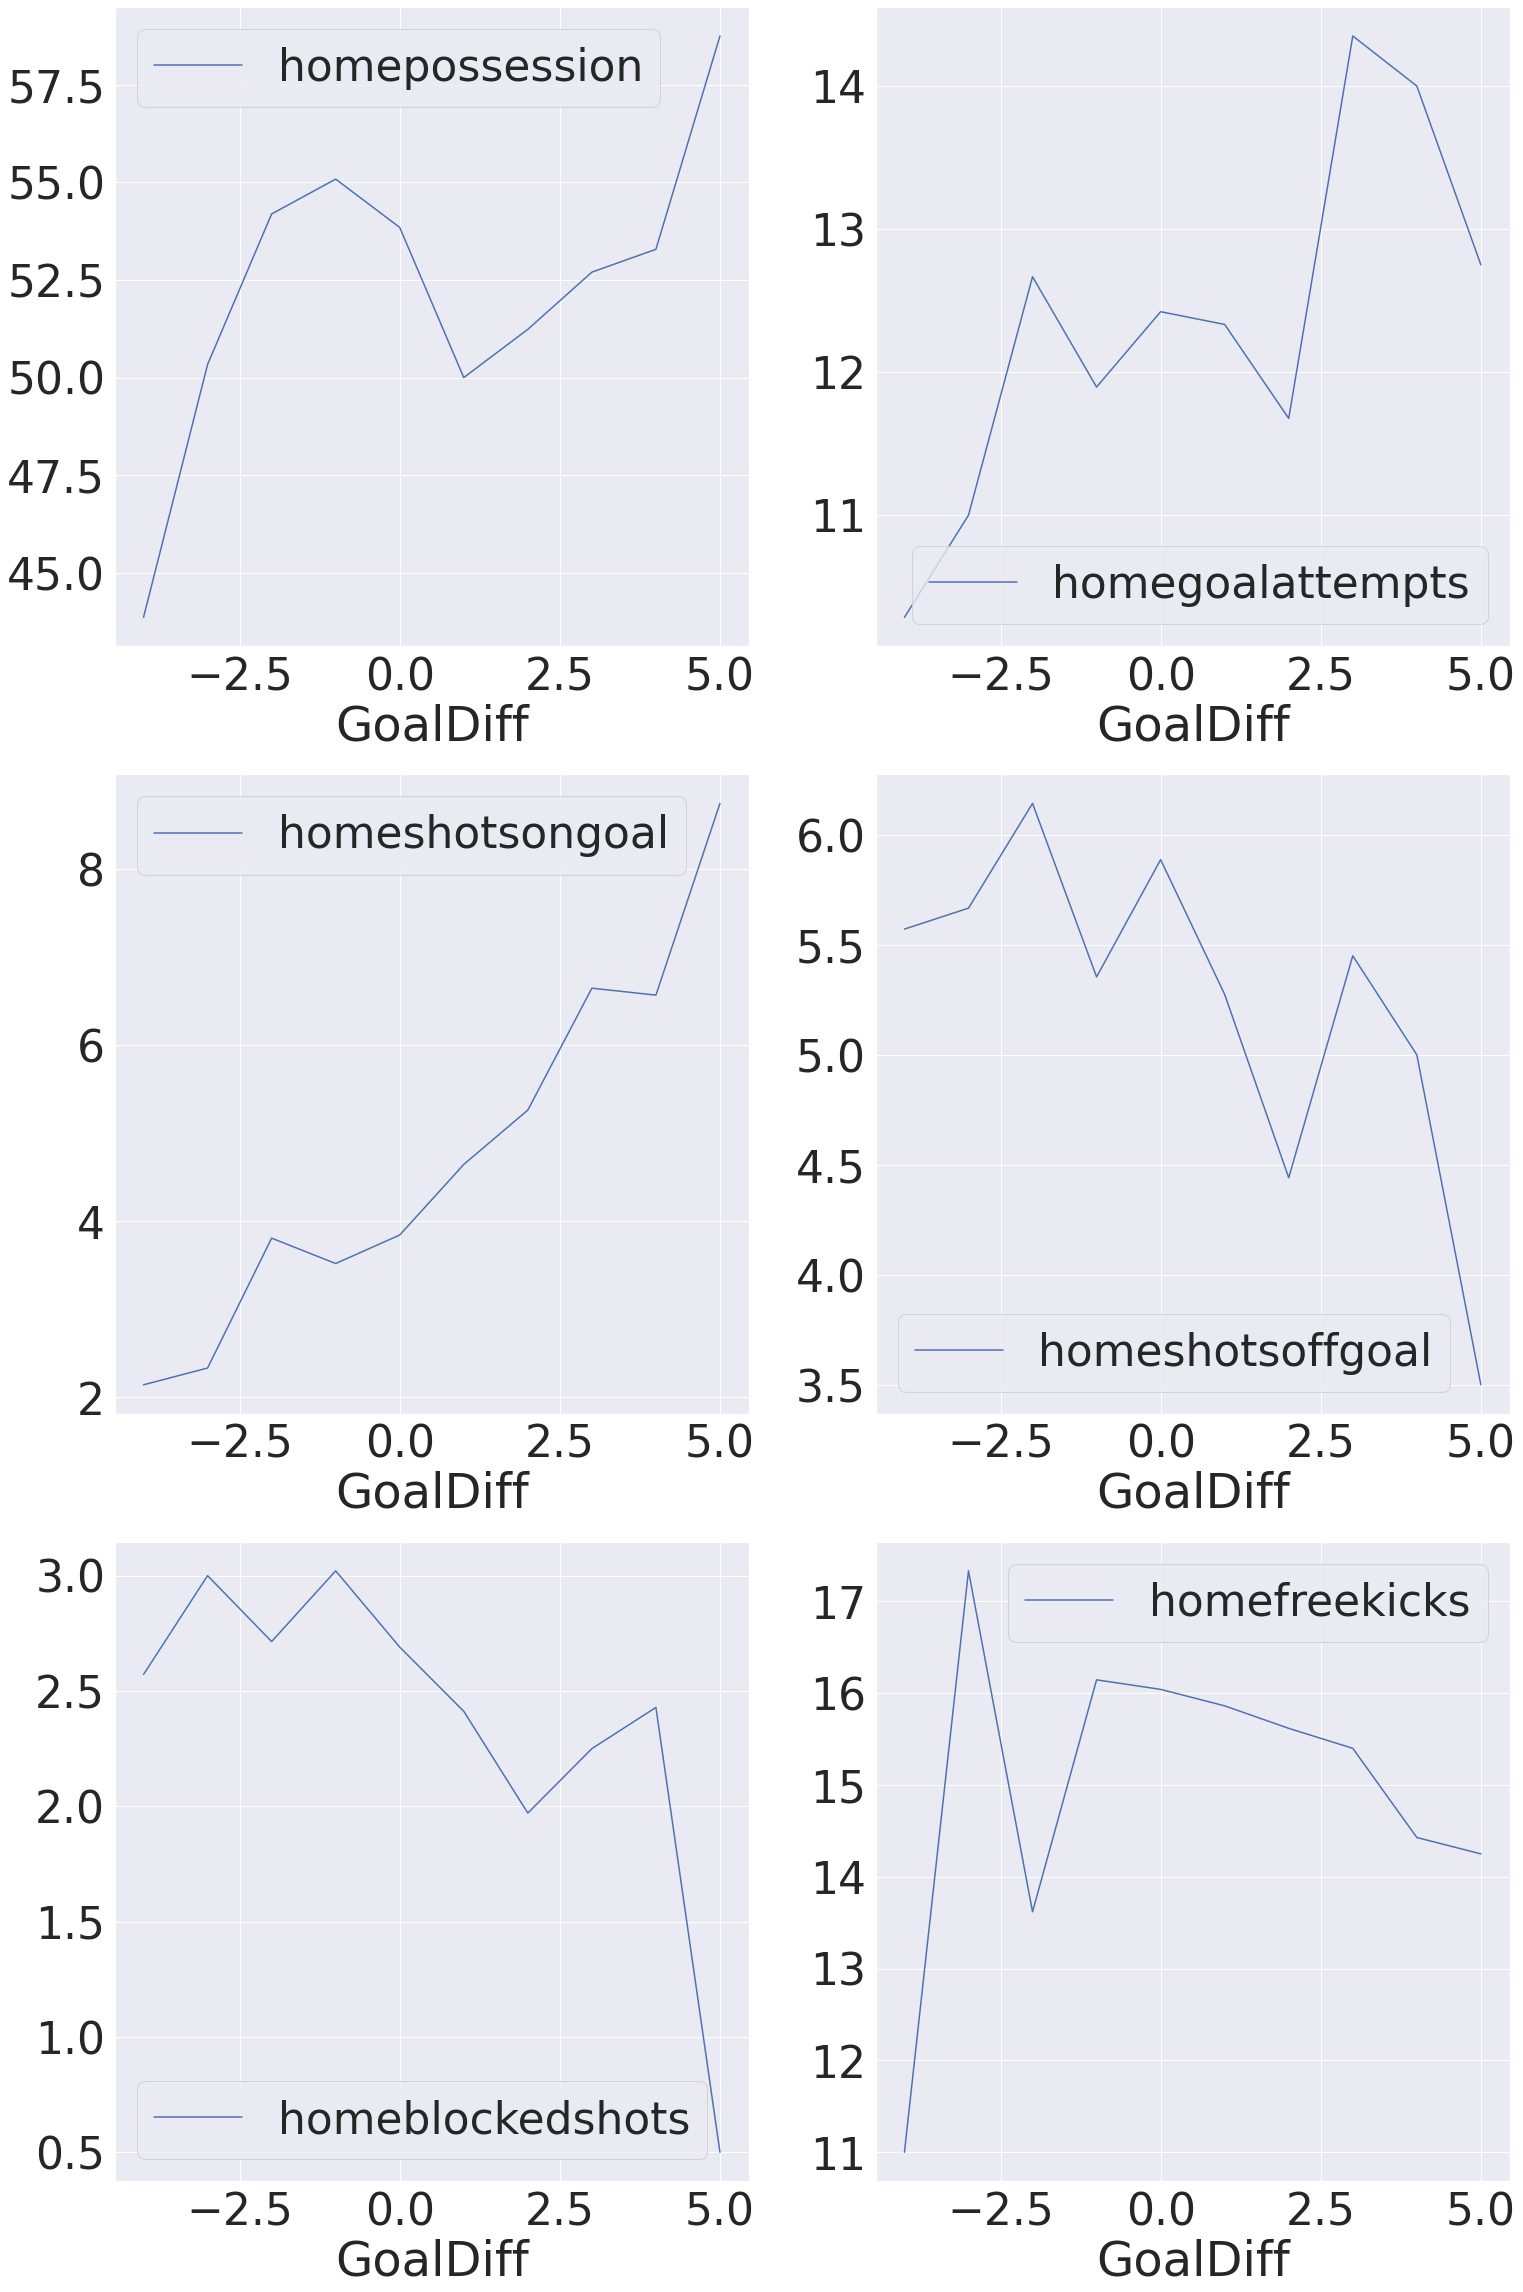 homepossession
57.5
55.0
52.5
50.0
47.5
45.0
−2.5 0.0 2.5 5.0
GoalDiff
homegoalattempts
14
13
12
11
−2.5 0.0 2.5 5.0
GoalDiff
homeshotsongoal
8
6
4
2
−2.5 0.0 2.5 5.0
GoalDiff
homeshotsoffgoal
6.0
5.5
5.0
4.5
4.0
3.5
−2.5 0.0 2.5 5.0
GoalDiff
homeblockedshots
3.0
2.5
2.0
1.5
1.0
0.5
−2.5 0.0 2.5 5.0
GoalDiff
homefreekicks
17
16
15
14
13
12
11
−2.5 0.0 2.5 5.0
GoalDiff